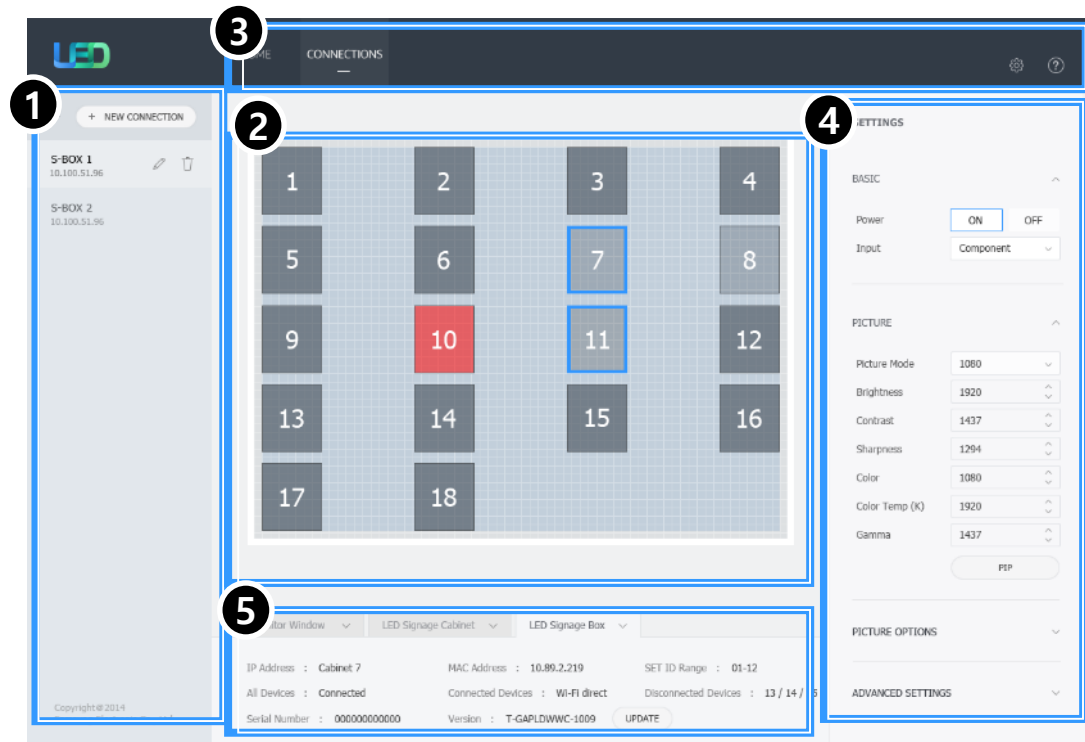 3
LED
CONNECTIONS
1
+ NEW CONNECTION
2
4
SETTINGS
S-BOX 1
10.100.51.96
S-BOX 2
10.100.51.96
1 2 3 4
5 6 7 8
9 10 11 12
13 14 15 16
17 18
BASIC
Power ON OFF
Input Component
PICTURE
Picture Mode 1080
Brightness 1920
Contrast 1437
Sharpness 1294
Color 1080
Color Temp (K) 1920
Gamma 1437
PIP
PICTURE OPTIONS
ADVANCED SETTINGS
5
Window LED Signage Cabinet LED Signage Box
IP Address : Cabinet 7 MAC Address : 10.89.2.219 SET ID Range : 01-12
All Devices : Connected Connected Devices : Wi-Fi direct Disconnected Devices : 13 / 14 /
Serial Number : 000000000000 Version : T-GAPLDWWC-1009 UPDATE
Copyright©2014